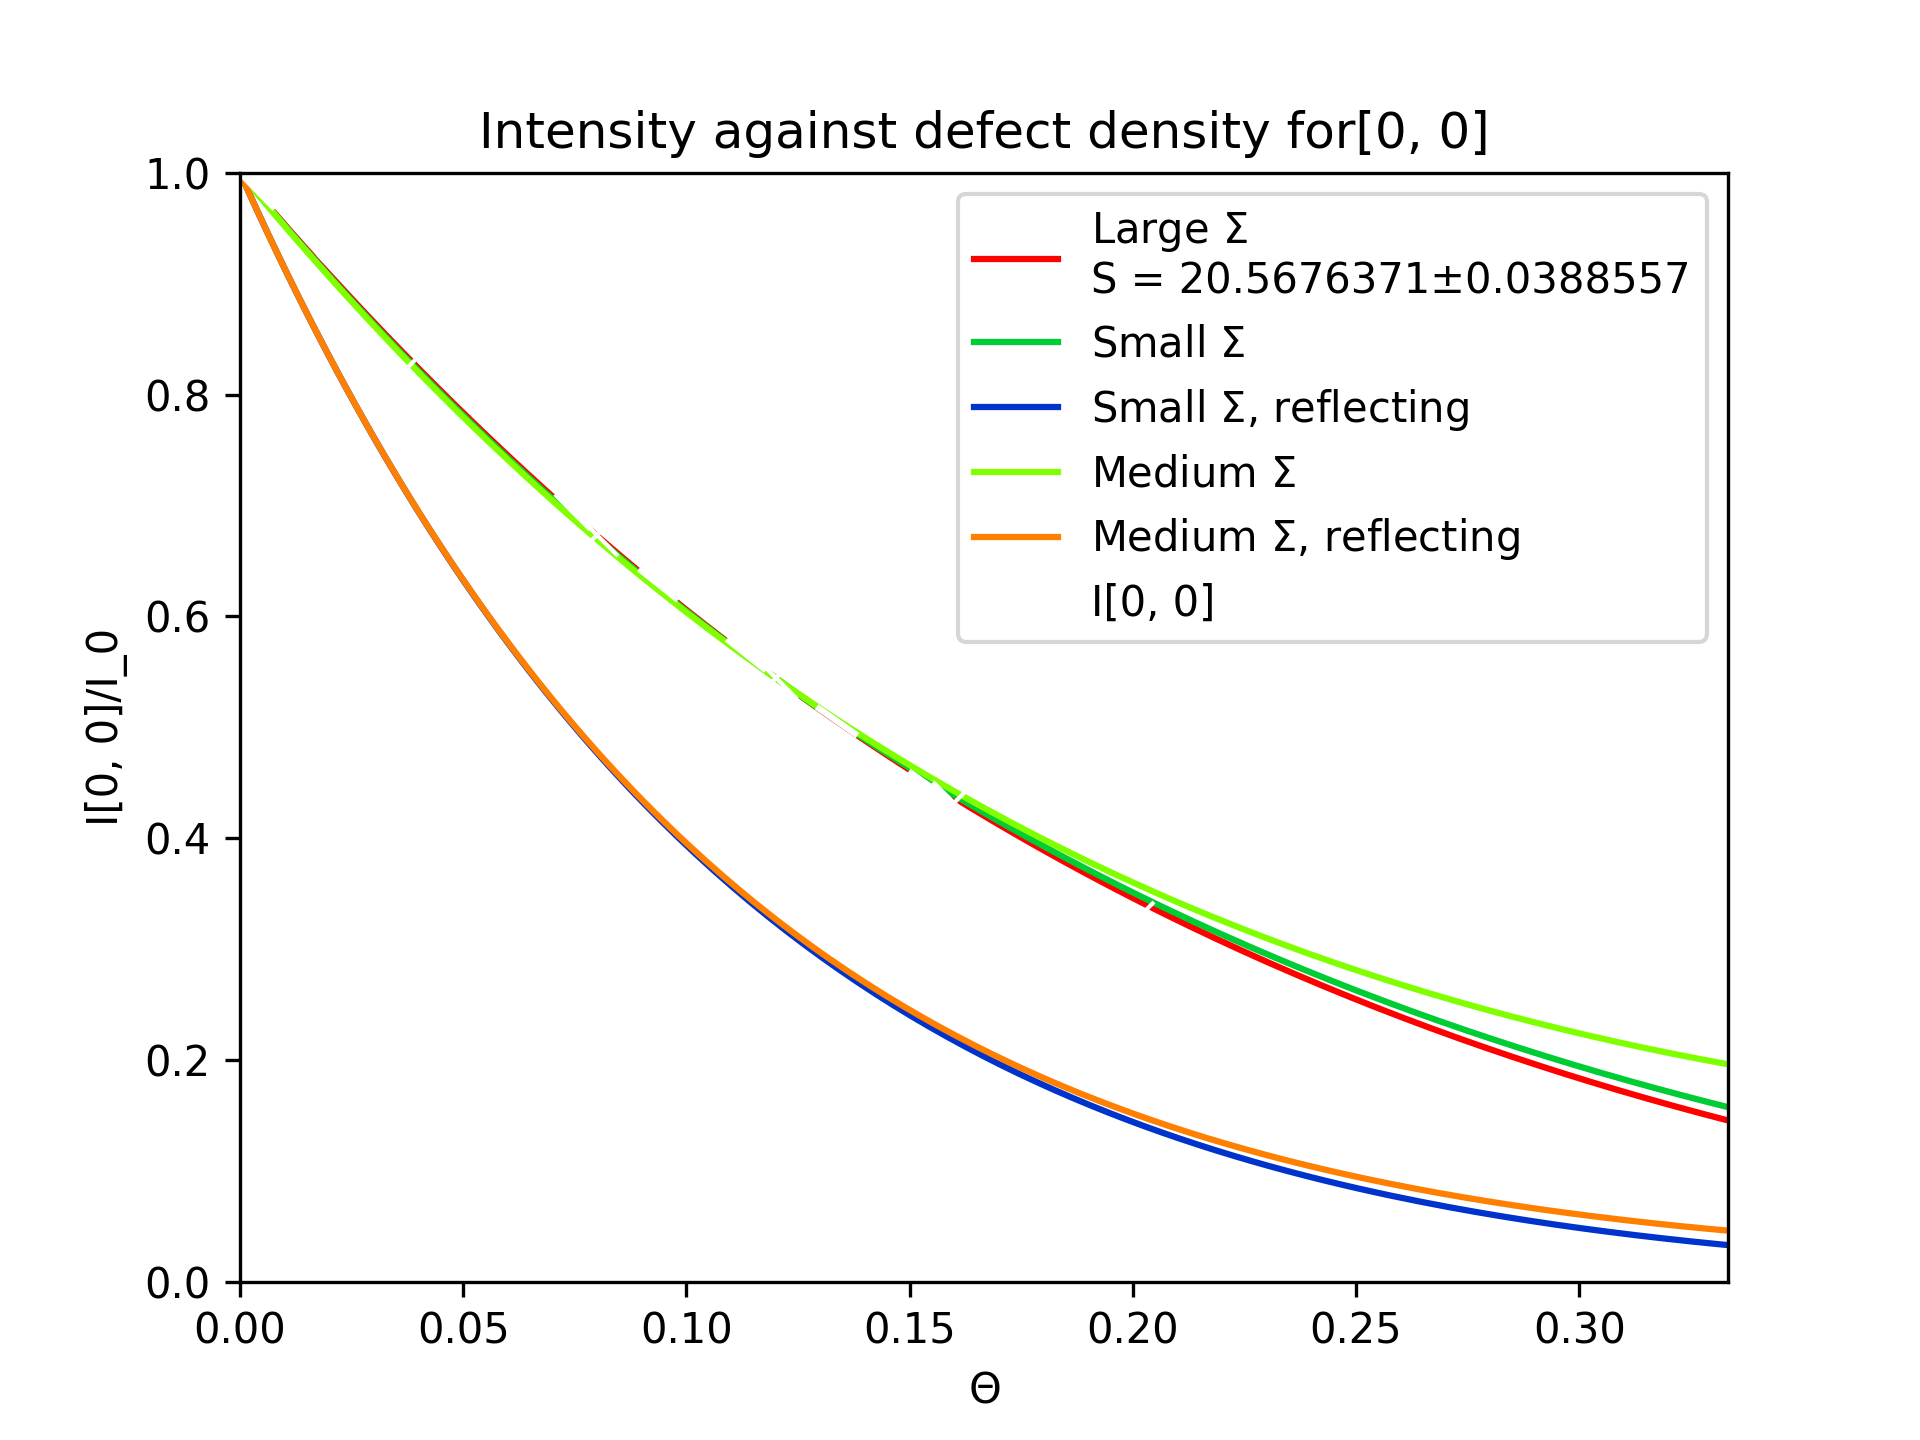 Intensity against defect density for[0, 0]
I[0, 0]/I_0
1.0
0.8
0.6
0.4
0.2
0.0
Large Σ
S = 20.5676371±0.0388557
Small Σ
Small Σ, reflecting
Medium Σ
Medium Σ, reflecting
I[0, 0]
0.00 0.05 0.10 0.15 0.20 0.25 0.30
Θ